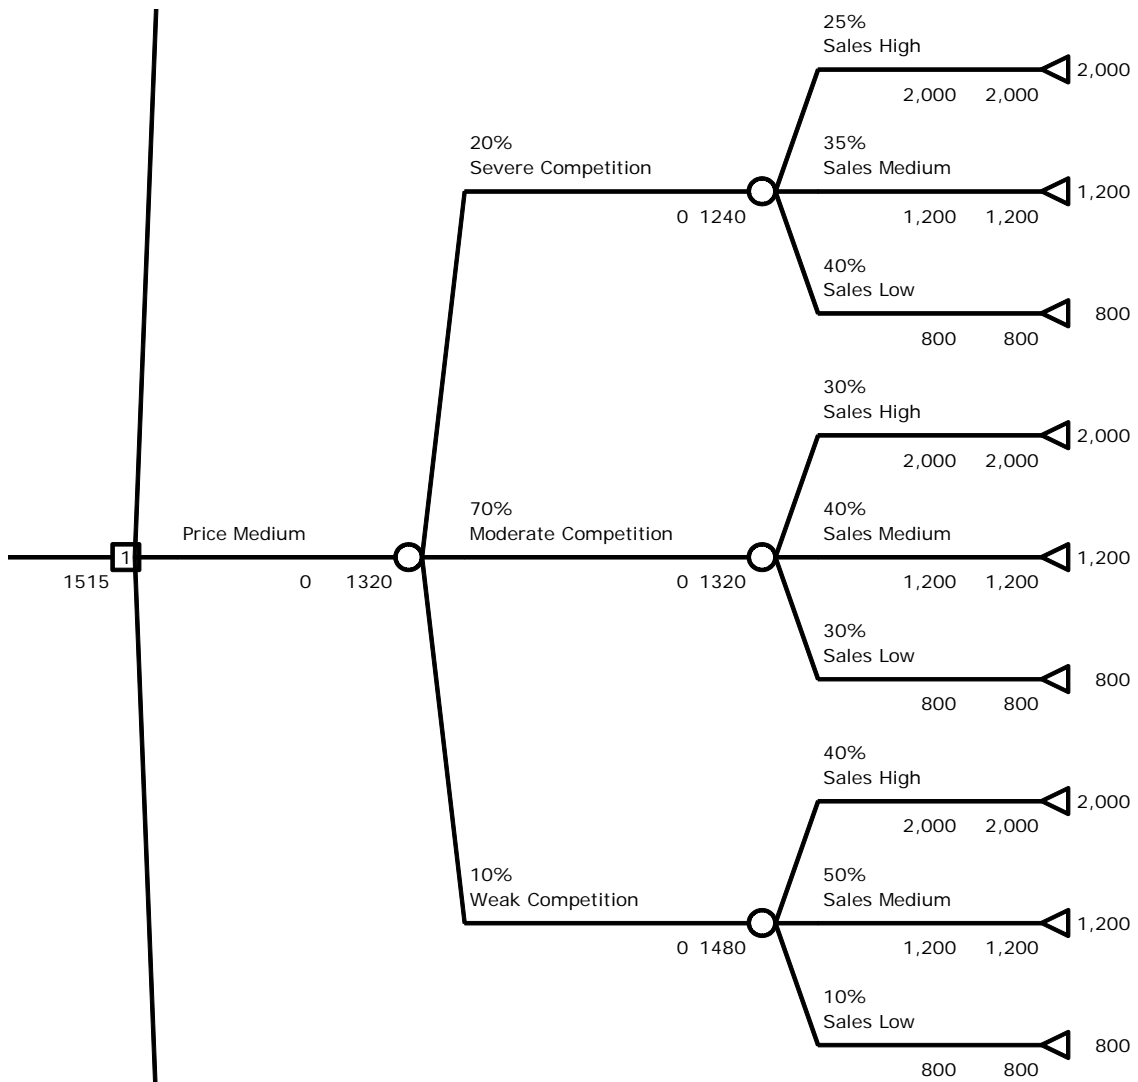 25%
Sales High
2,000
2,000 2,000
20%
Severe Competition
35%
Sales Medium
1,200
0 1240
1,200 1,200
40%
Sales Low
800
800 800
30%
Sales High
2,000
2,000 2,000
70%
Moderate Competition
40%
Sales Medium
Price Medium
1
1,200
1515
0 1320
0 1320
1,200 1,200
30%
Sales Low
800
800 800
40%
Sales High
2,000
2,000 2,000
10%
Weak Competition
50%
Sales Medium
1,200
0 1480
1,200 1,200
10%
Sales Low
800
800 800